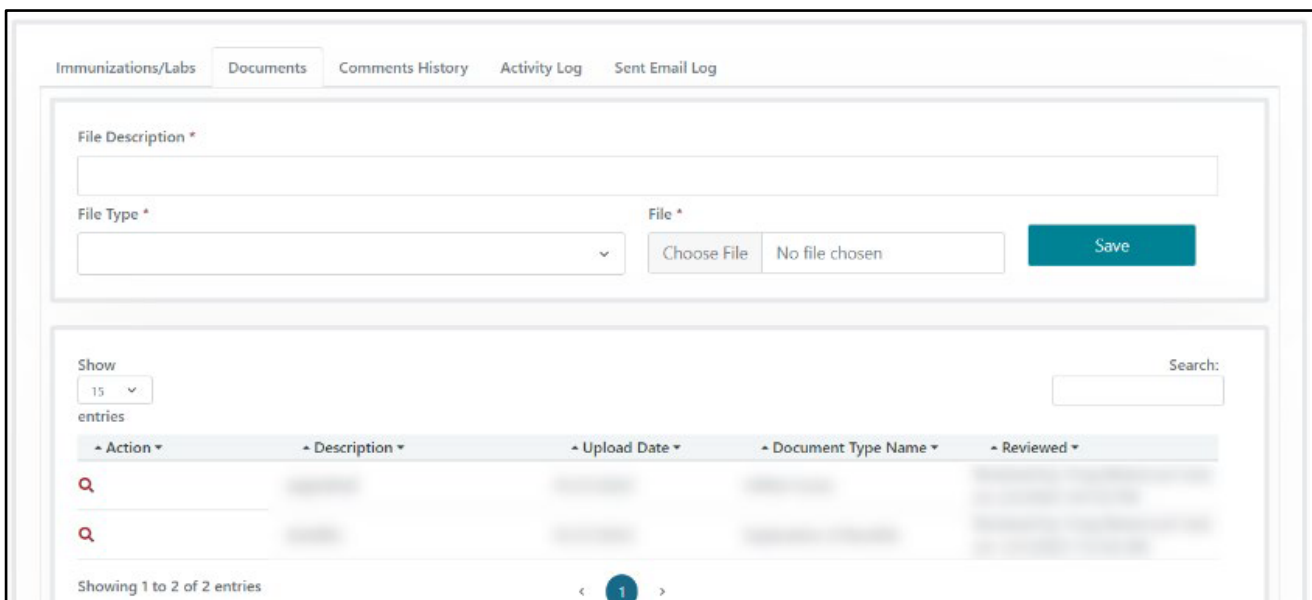 Immunizations/Labs Documents Comments History Activity Log Sent Email Log
File Description *
File Type * File *
Choose File No file chosen Save
Show Search:
15
entries
Action Description Upload Date Document Type Name Reviewed
Showing 1 to 2 of 2 entries < 1 >